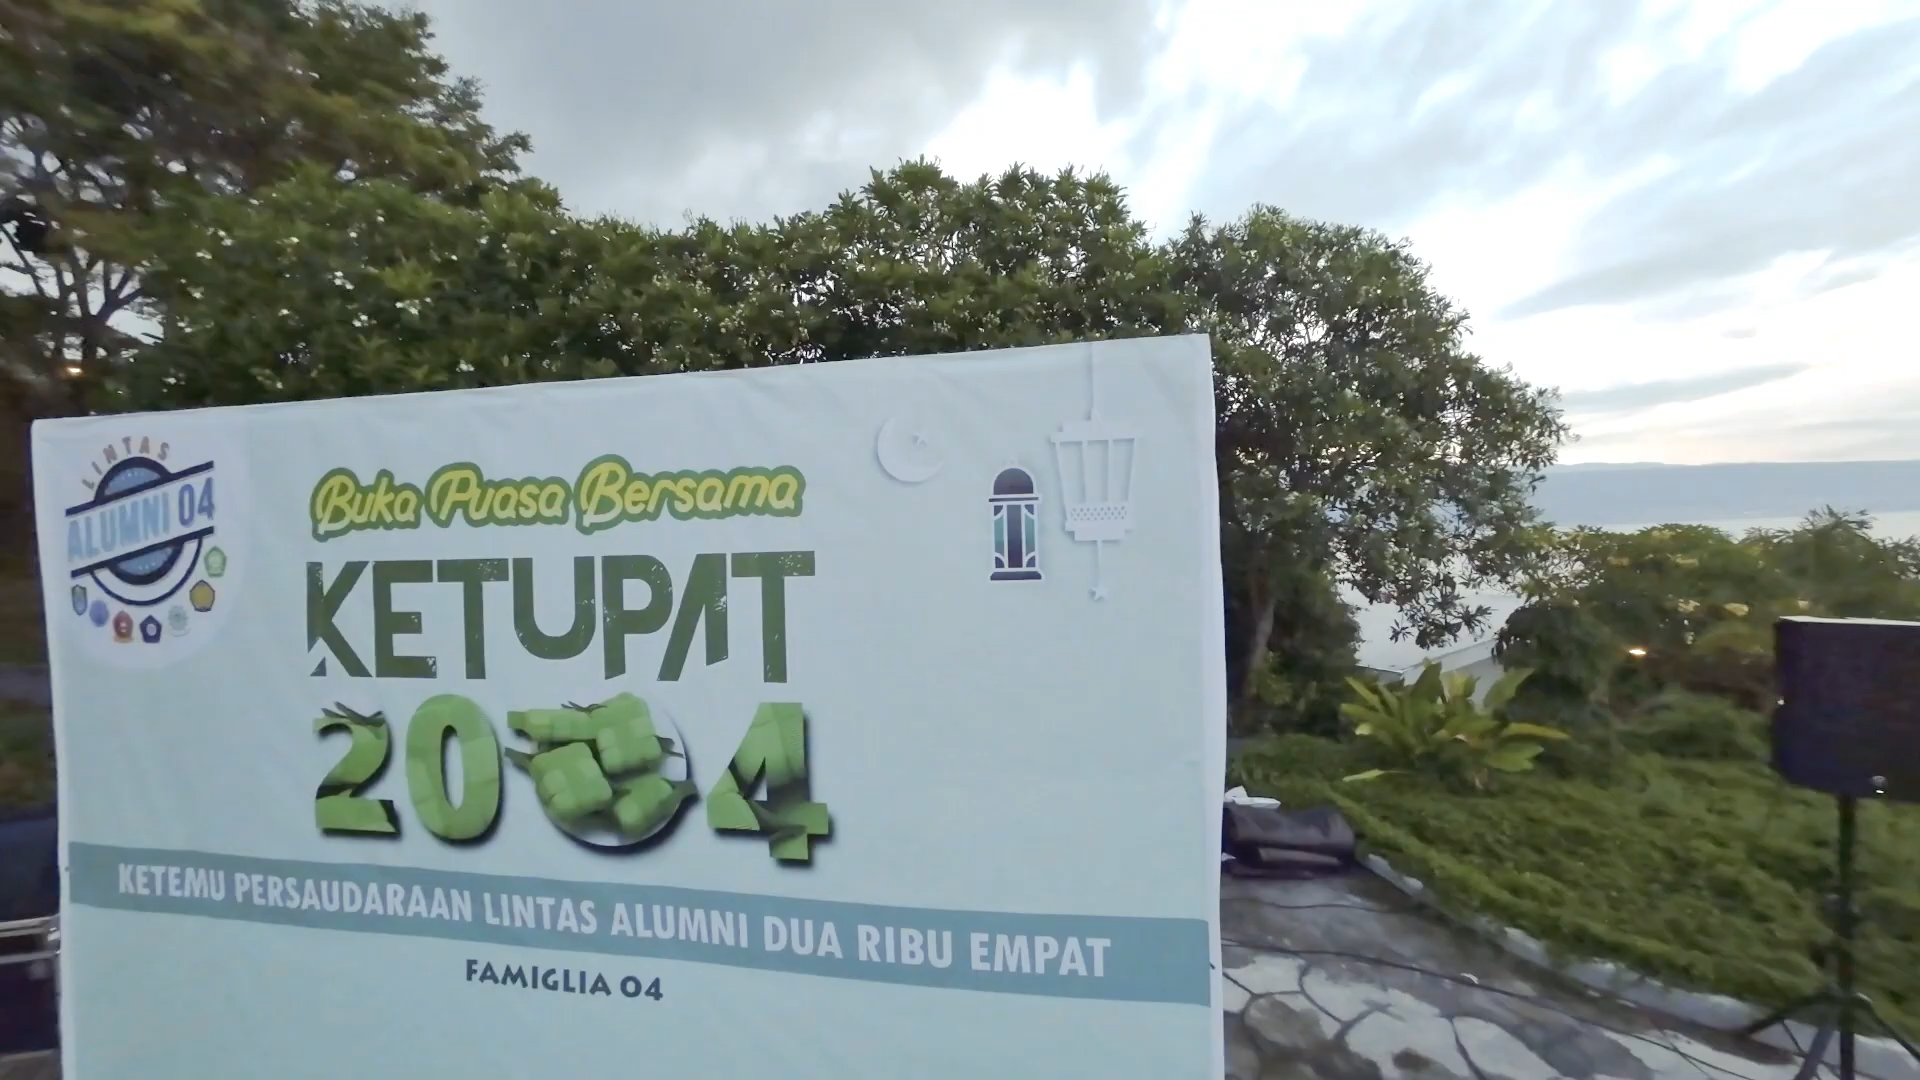 LINTAS
ALUMNI 04
Buka Puasa Bersama
KETUPAT
2004
KETEMU PERSAUDARAAN LINTAS ALUMNI DUA RIBU EMPAT
FAMIGLIA 04